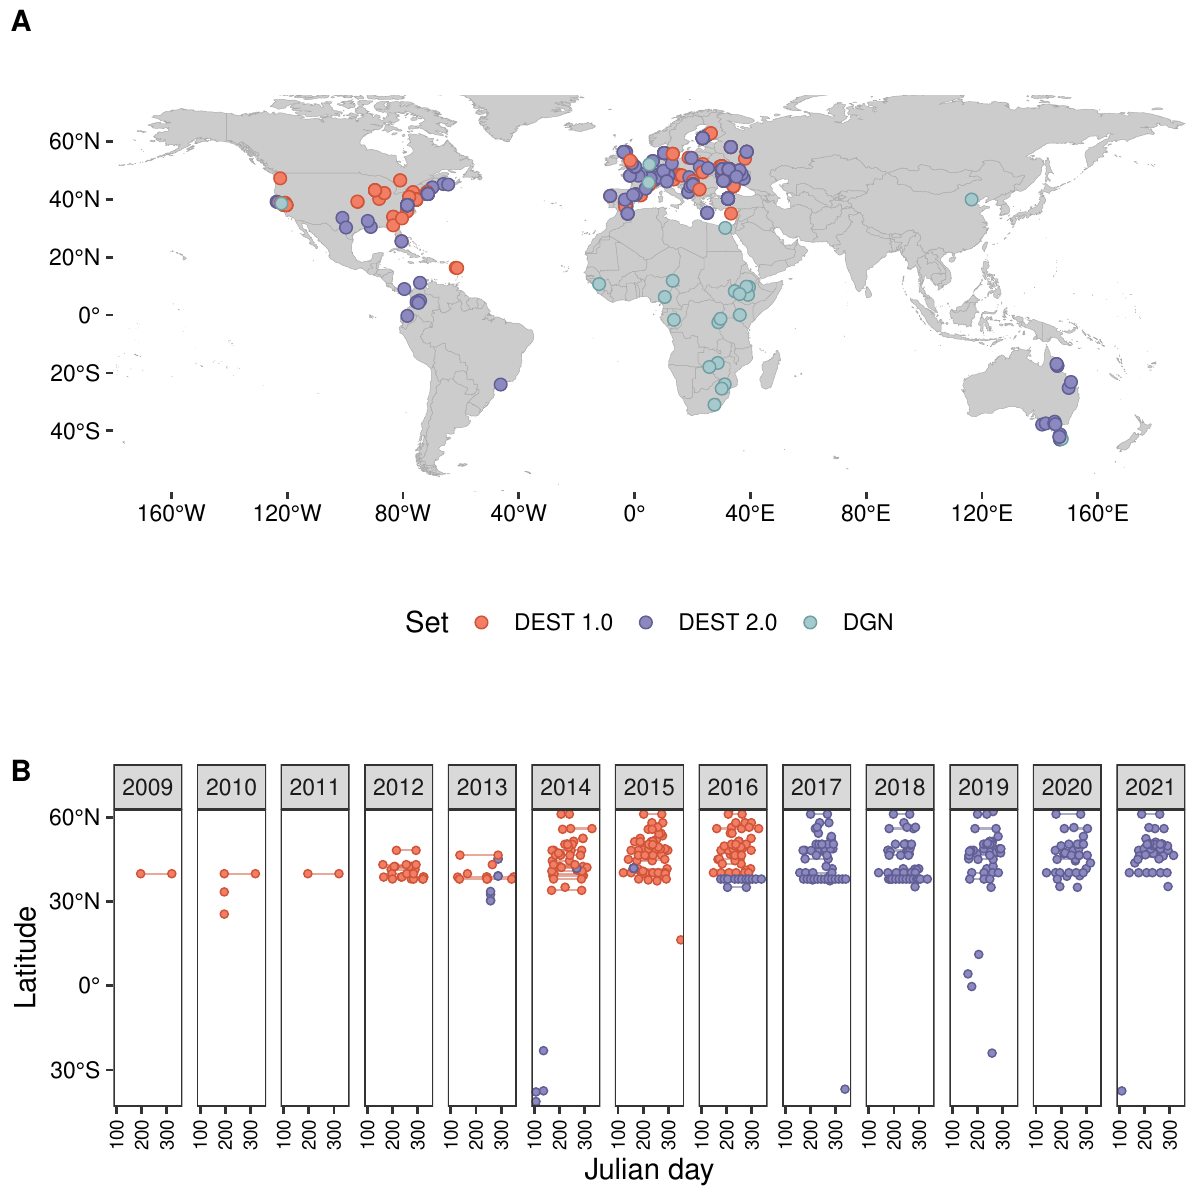 A
60°N
40°N
20°N
0°
20°S
40°S
160°W 120°W 80°W 40°W 0° 40°E 80°E 120°E 160°E
Set DEST 1.0 DEST 2.0 DGN
B
2009 2010 2011 2012 2013 2014 2015 2016 2017 2018 2019 2020 2021
60°N
30°N
0°
30°S
Latitude
100 200 300 100 200 300 100 200 300 100 200 300 100 200 300 100 200 300 100 200 300 100 200 300 100 200 300 100 200 300 100 200 300 100 200 300 100 200 300
Julian day